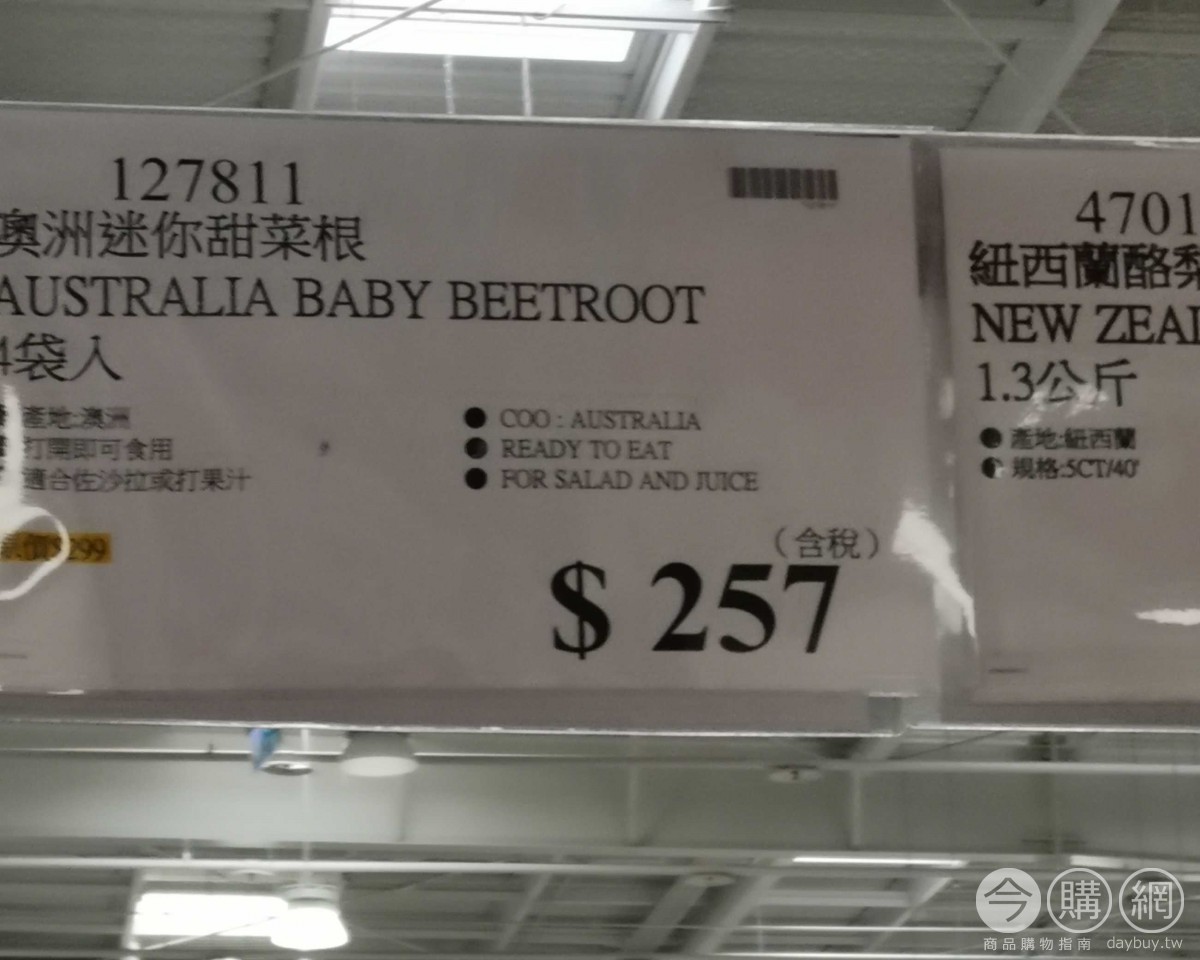 127811
澳洲迷你甜菜根
AUSTRALIA BABY BEETROOT
4袋入
產地:澳洲
打開即可食用
適合佐沙拉或打果汁
● COO : AUSTRALIA
● READY TO EAT
● FOR SALAD AND JUICE
價$299
（含稅）
$ 257
4701
紐西蘭酪梨
NEW ZEAL
1.3公斤
● 產地:紐西蘭
● 規格:5CT/40'
今購網
商品購物指南 daybuy.tw